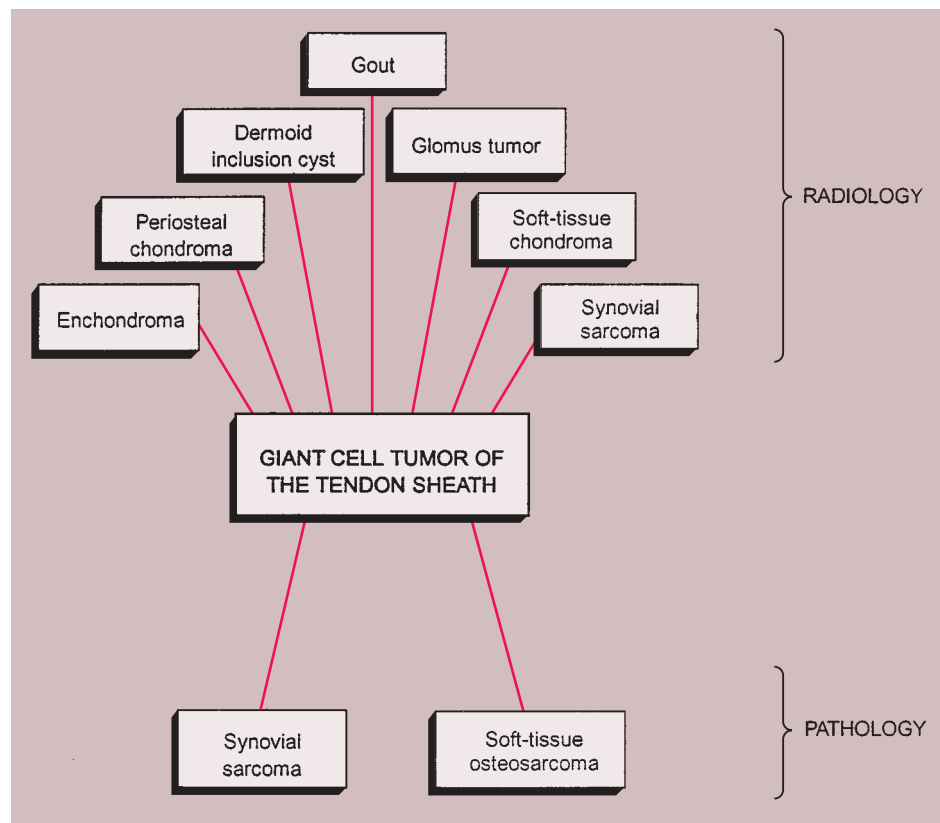 Gout
Dermoid
inclusion cyst
Glomus tumor
Periosteal
chondroma
Soft-tissue
chondroma
Enchondroma
Synovial
sarcoma
RADIOLOGY
GIANT CELL TUMOR OF
THE TENDON SHEATH
Synovial
sarcoma
Soft-tissue
osteosarcoma
PATHOLOGY